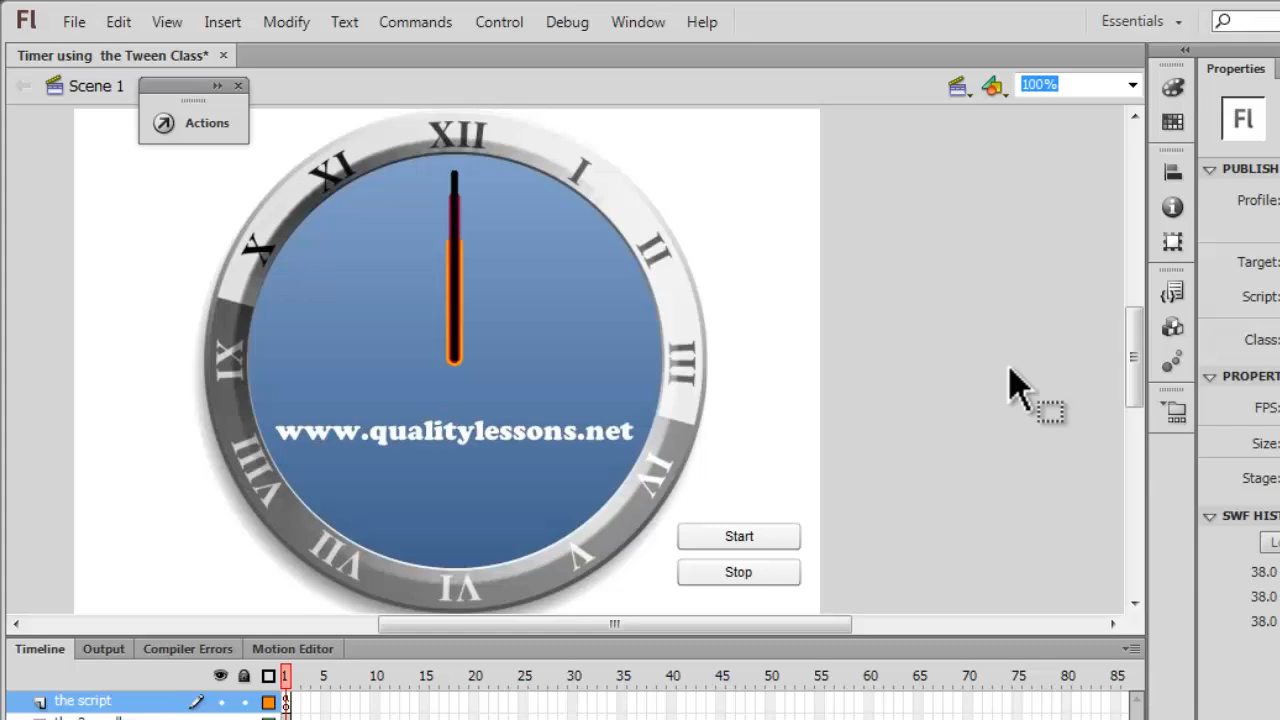 Fl File Edit View Insert Modify Text Commands Control Debug Window Help Essentials
Timer using the Tween Class*
Scene 1
100%
Actions
Properties
Fl
PUBLISH
Profile:
Target:
Script:
Class:
PROPERT
FPS:
Size:
Stage:
SWF HIS
Lo
38.0
38.0
38.0
XII
I
II
III
IV
V
VI
VII
VIII
IX
X
XI
www.qualitylessons.net
Start
Stop
Timeline Output Compiler Errors Motion Editor
1 5 10 15 20 25 30 35 40 45 50 55 60 65 70 75 80 85
the script